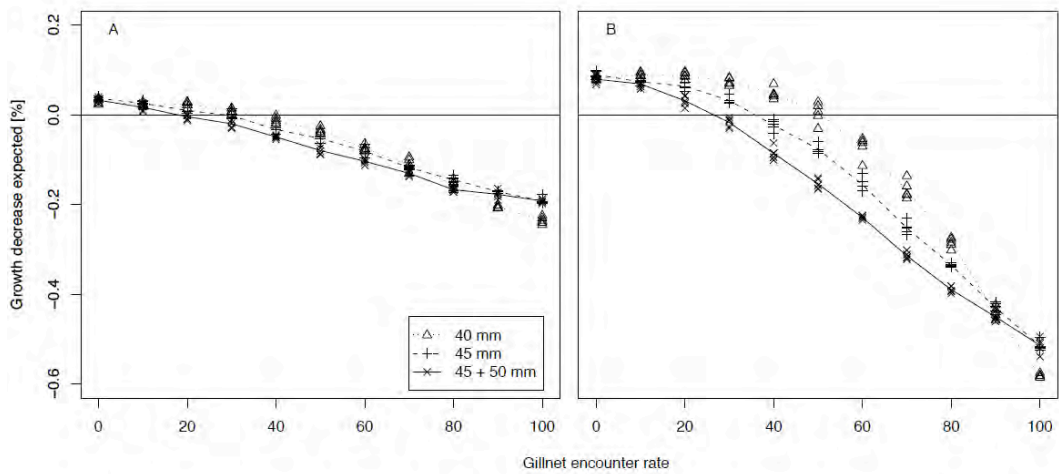 A
B
Growth decrease expected [%]
0.2
0.0
−0.2
−0.4
−0.6
40 mm
45 mm
45 + 50 mm
0 20 40 60 80 100
0 20 40 60 80 100
Gillnet encounter rate